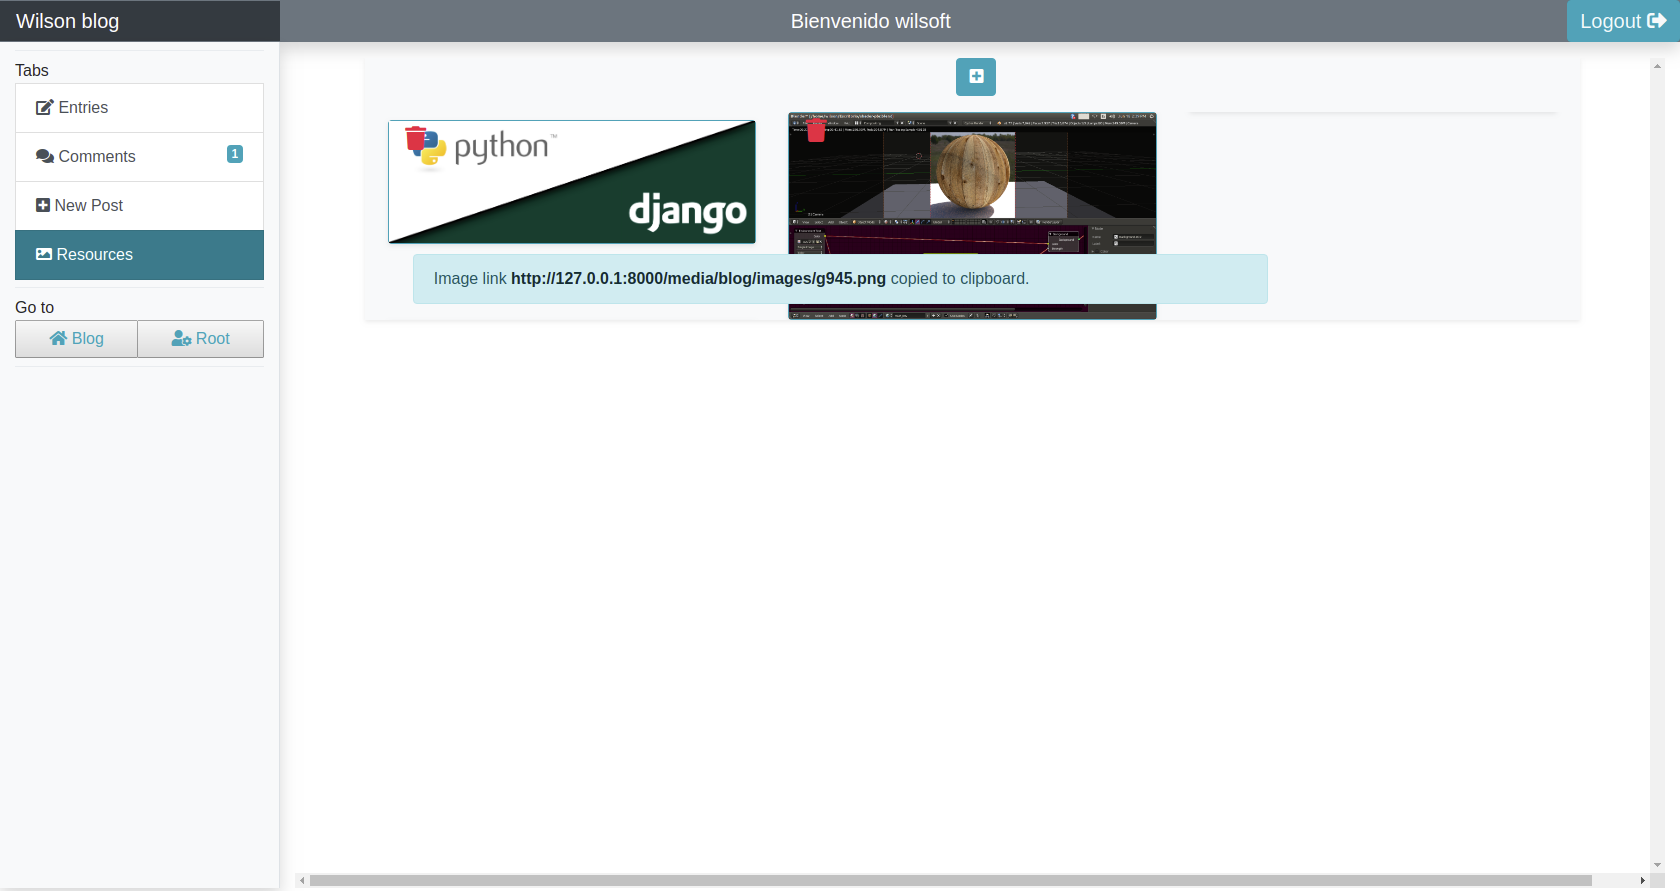 Wilson blog
Bienvenido wilsoft
Logout
Tabs
Entries
Comments 1
New Post
Resources
Go to
Blog
Root
python™
django
Image link http://127.0.0.1:8000/media/blog/images/g945.png copied to clipboard.